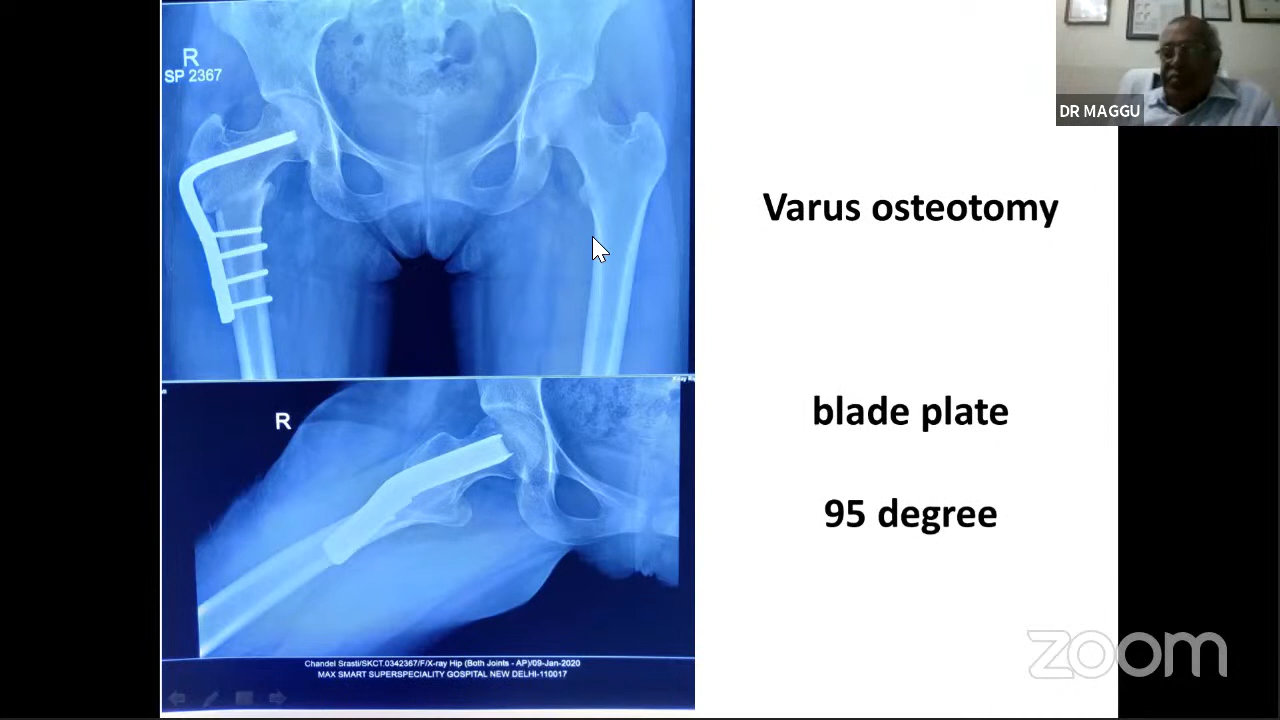 R
SP 2367
DR MAGGU
Varus osteotomy
blade plate
95 degree
R
Chandel Srasti/SKCT.0342367/F/X-ray Hip (Both Joints - AP)/09-Jan-2020
MAX SMART SUPERSPECIALITY GOSPITAL NEW DELHI-110017
zoom